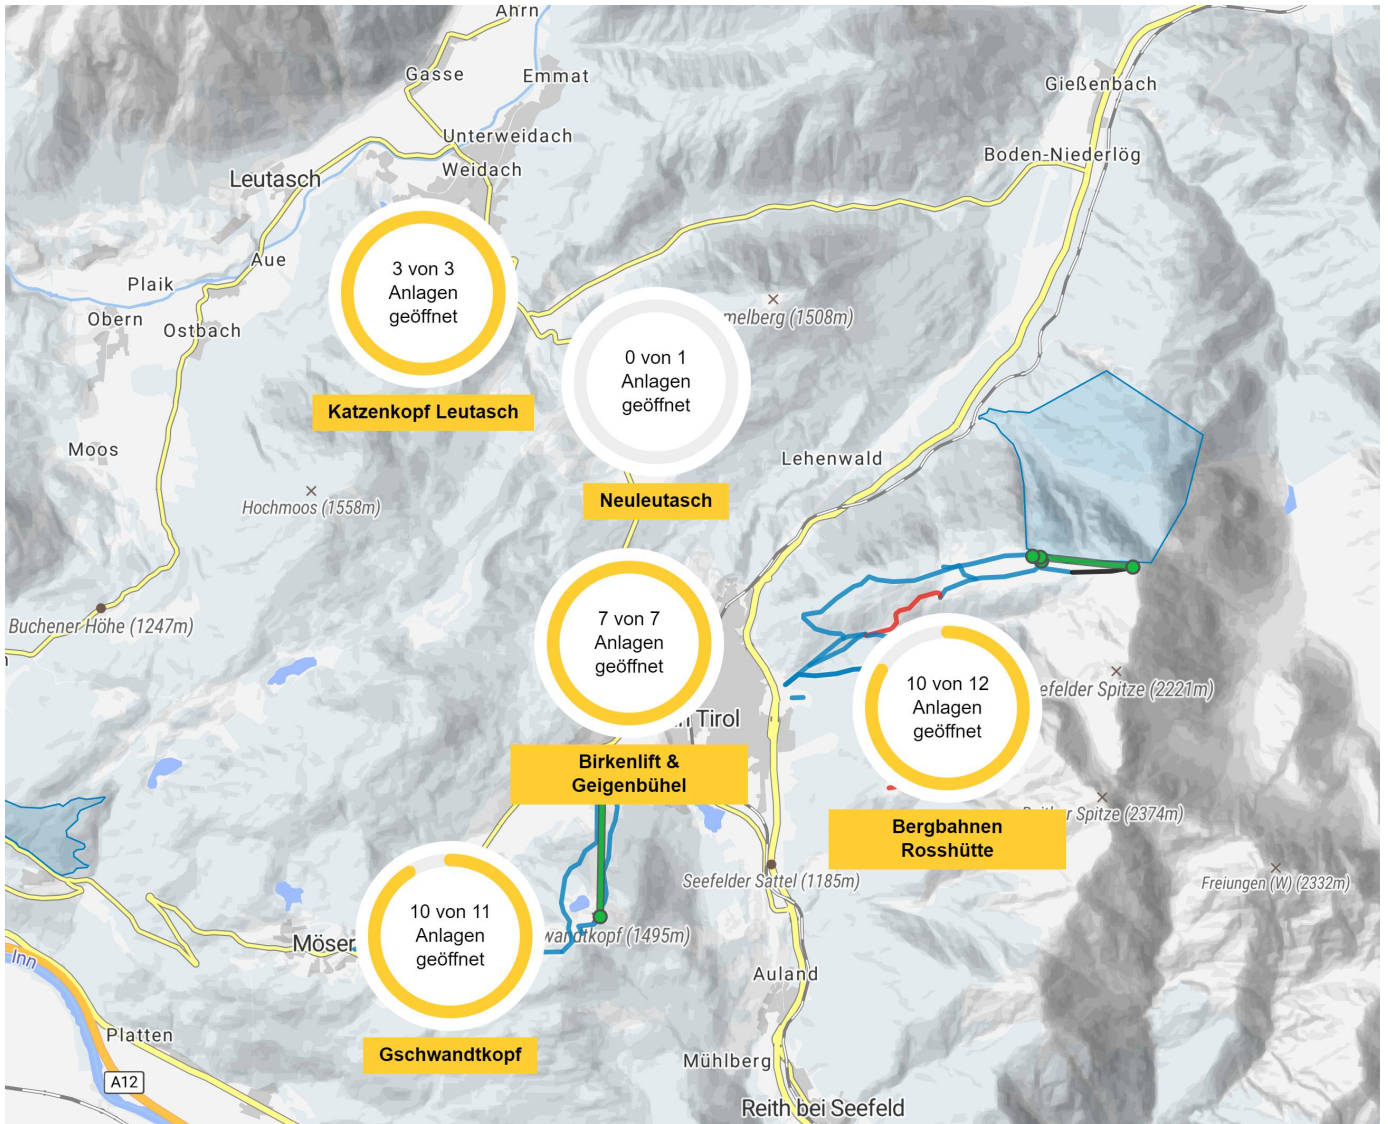 Ahrn
Gasse
Emmat
Gießenbach
Unterweidach
Boden-Niederlög
Weidach
Leutasch
Aue
3 von 3
Anlagen
geöffnet
Plaik
Obern
Ostbach
melberg (1508m)
0 von 1
Anlagen
geöffnet
Katzenkopf Leutasch
Moos
Lehenwald
Hochmoos (1558m)
Neuleutasch
Buchener Höhe (1247m)
7 von 7
Anlagen
geöffnet
10 von 12
Anlagen
geöffnet
efelder Spitze (2221m)
n Tirol
Birkenlift &
Geigenbühel
Spitze (2374m)
Bergbahnen
Rosshütte
Seefelder Sattel (1185m)
Freiungen (W) (2332m)
10 von 11
Anlagen
geöffnet
wandtkopf (1495m)
Möser
Inn
Auland
Platten
Gschwandtkopf
Mühlberg
A12
Reith bei Seefeld